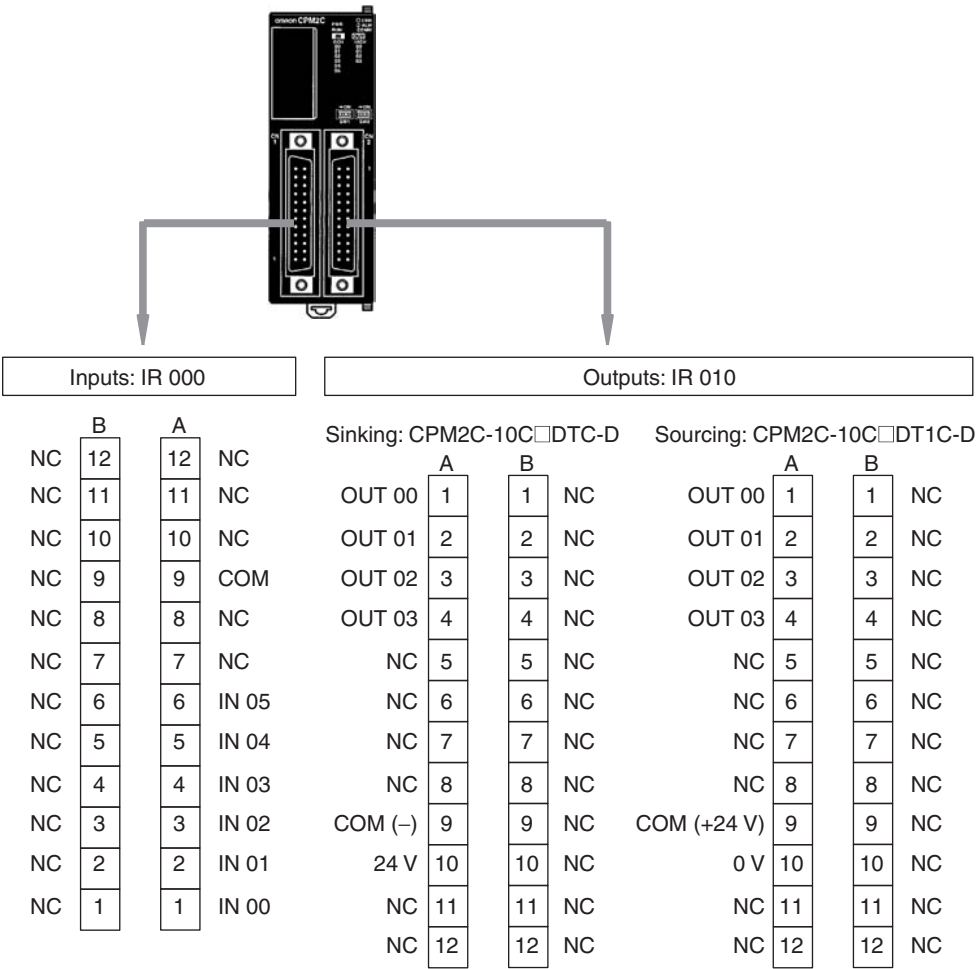 omron CPM2C
CN 1
CN 2
1
1
Inputs: IR 000
Outputs: IR 010
B A
NC 12 12 NC
NC 11 11 NC
NC 10 10 NC
NC 9 9 COM
NC 8 8 NC
NC 7 7 NC
NC 6 6 IN 05
NC 5 5 IN 04
NC 4 4 IN 03
NC 3 3 IN 02
NC 2 2 IN 01
NC 1 1 IN 00
Sinking: CPM2C-10C□DTC-D
A B
OUT 00 1 1 NC
OUT 01 2 2 NC
OUT 02 3 3 NC
OUT 03 4 4 NC
NC 5 5 NC
NC 6 6 NC
NC 7 7 NC
NC 8 8 NC
COM (–) 9 9 NC
24 V 10 10 NC
NC 11 11 NC
NC 12 12 NC
Sourcing: CPM2C-10C□DT1C-D
A B
OUT 00 1 1 NC
OUT 01 2 2 NC
OUT 02 3 3 NC
OUT 03 4 4 NC
NC 5 5 NC
NC 6 6 NC
NC 7 7 NC
NC 8 8 NC
COM (+24 V) 9 9 NC
0 V 10 10 NC
NC 11 11 NC
NC 12 12 NC